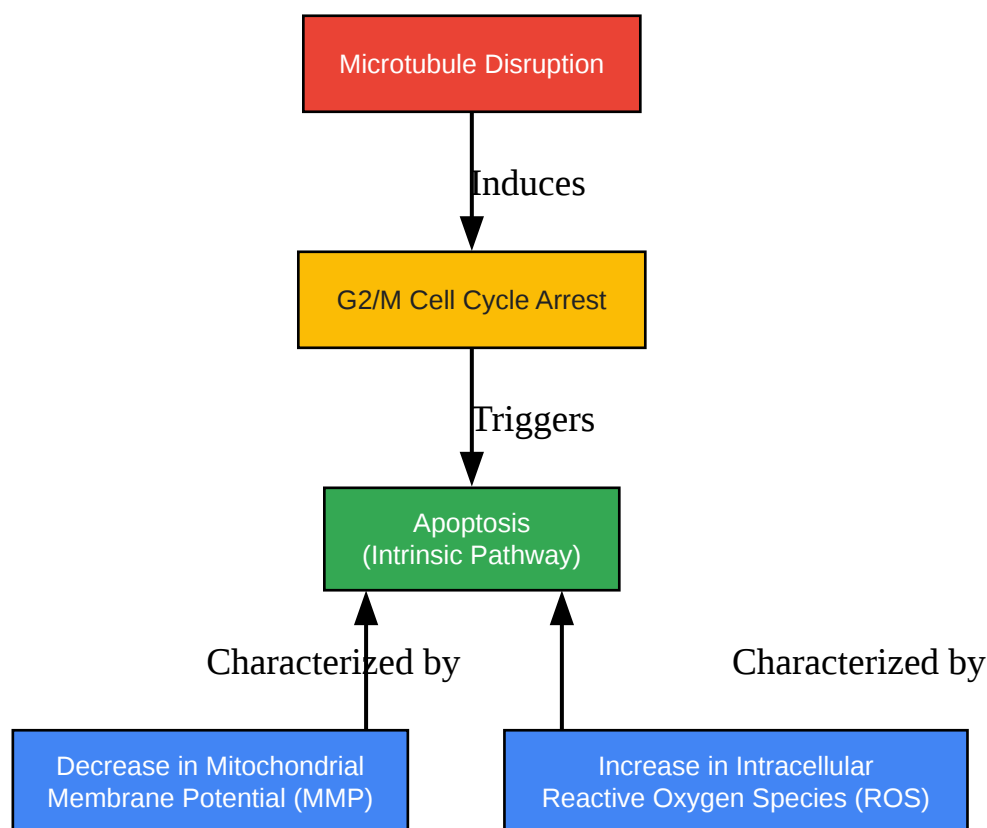 Microtubule Disruption
Induces
G2/M Cell Cycle Arrest
Triggers
Apoptosis
(Intrinsic Pathway)
Characterized by
Characterized by
Decrease in Mitochondrial
Membrane Potential (MMP)
Increase in Intracellular
Reactive Oxygen Species (ROS)